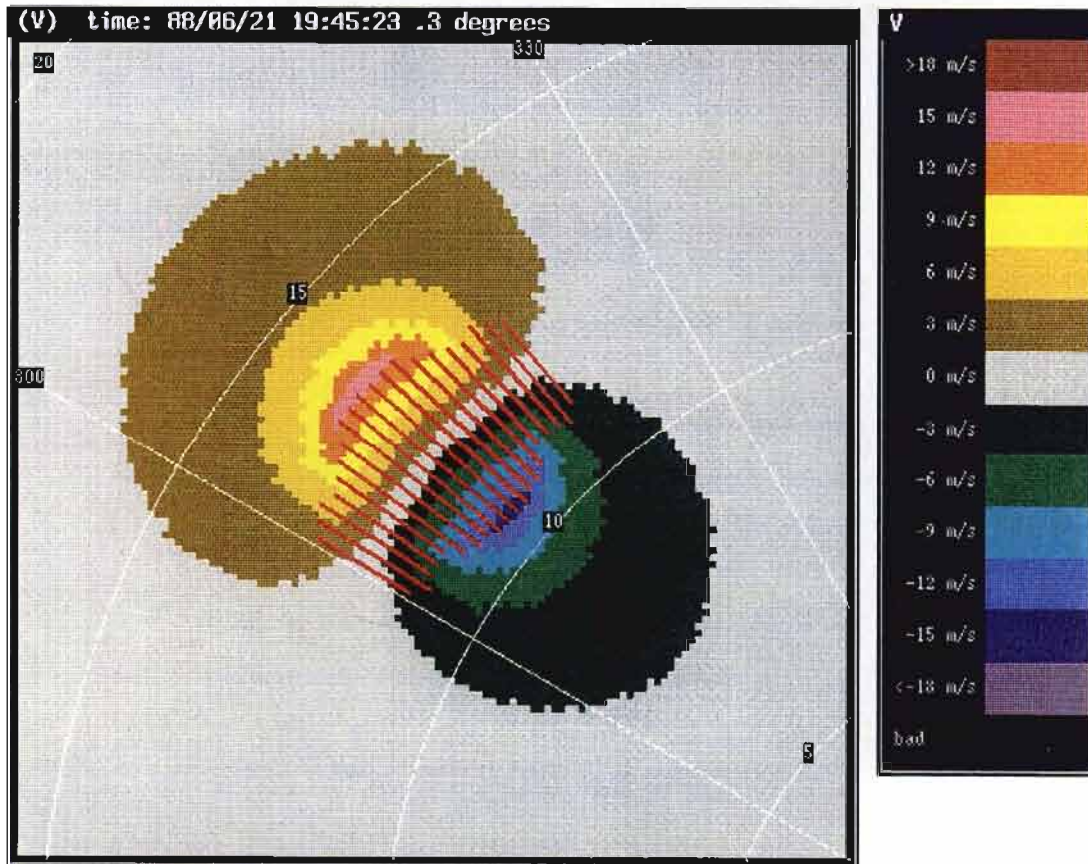 (V) time: 88/06/21 19:45:23 .3 degrees
20
330
15
300
10
5
V
>18 m/s
15 m/s
12 m/s
9 m/s
6 m/s
3 m/s
0 m/s
-3 m/s
-6 m/s
-9 m/s
-12 m/s
-15 m/s
<-18 m/s
bad